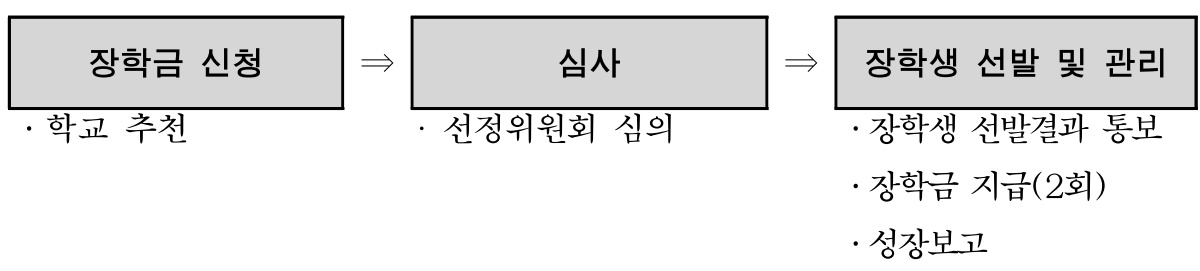 장학금 신청 ⇒ 심사 ⇒ 장학생 선발 및 관리
· 학교 추천
· 선정위원회 심의
· 장학생 선발결과 통보
· 장학금 지급(2회)
· 성장보고